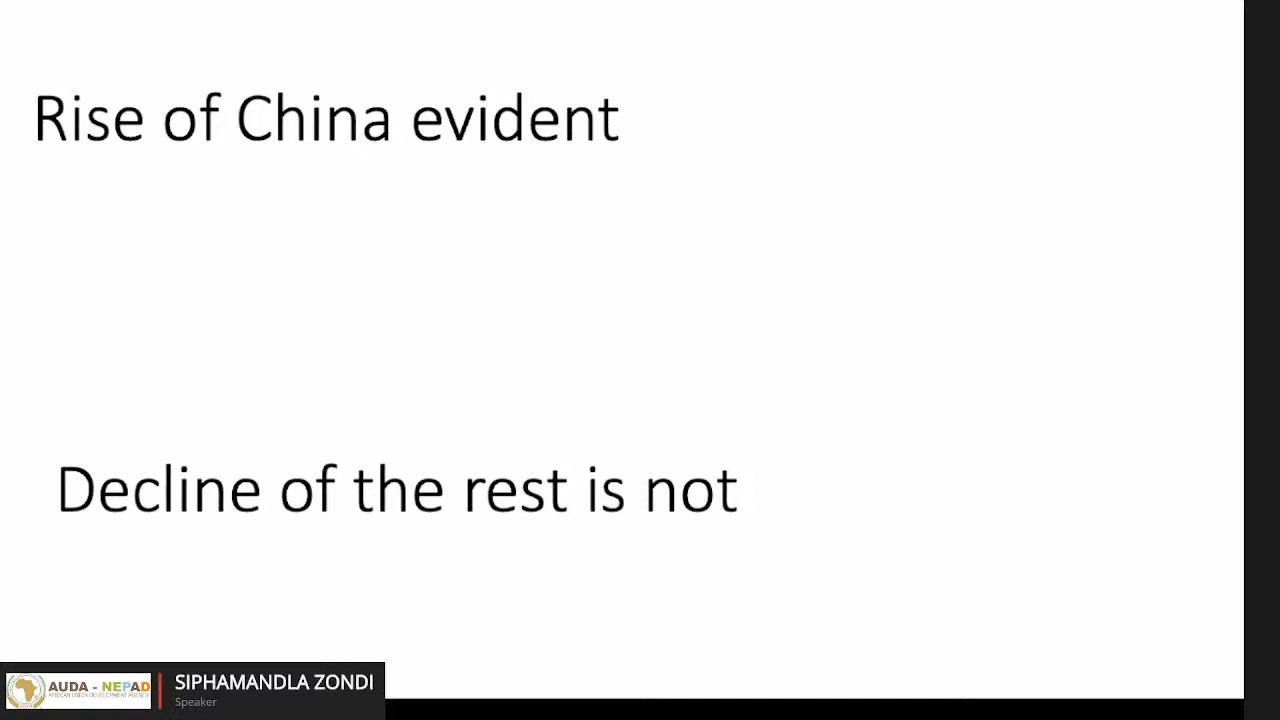 Rise of China evident
Decline of the rest is not
AUDA - NEPAD
AFRICAN UNION DEVELOPMENT AGENCY
SIPHAMANDLA ZONDI
Speaker